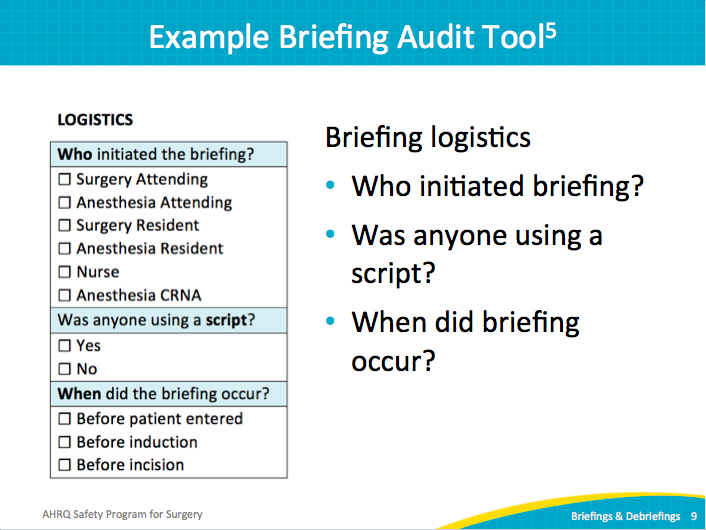 Example Briefing Audit Tool5
LOGISTICS
Who initiated the briefing?
☐ Surgery Attending
☐ Anesthesia Attending
☐ Surgery Resident
☐ Anesthesia Resident
☐ Nurse
☐ Anesthesia CRNA
Was anyone using a script?
☐ Yes
☐ No
When did the briefing occur?
☐ Before patient entered
☐ Before induction
☐ Before incision
Briefing logistics
• Who initiated briefing?
• Was anyone using a
script?
• When did briefing
occur?
AHRQ Safety Program for Surgery
Briefings & Debriefings 9